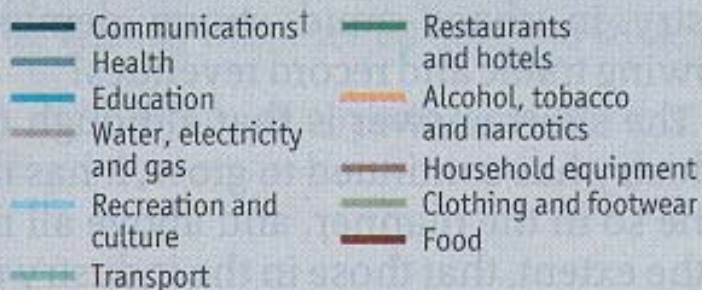 Communications†
Health
Education
Water, electricity
and gas
Recreation and
culture
Transport
Restaurants
and hotels
Alcohol, tobacco
and narcotics
Household equipment
Clothing and footwear
Food